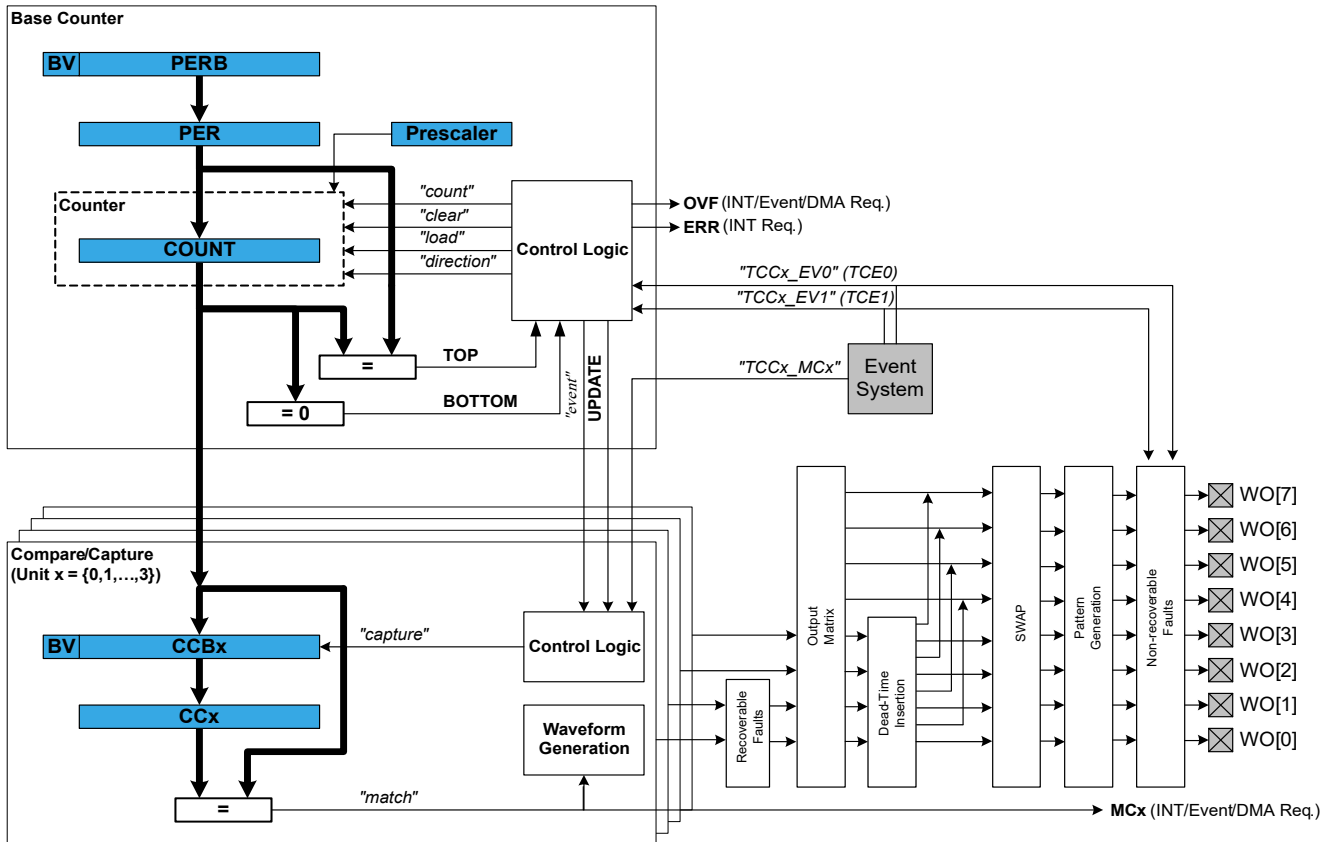 Base Counter
BV PERB
PER
Prescaler
Counter
COUNT
"count"
"clear"
"load"
"direction"
Control Logic
OVF (INT/Event/DMA Req.)
ERR (INT Req.)
"TCCx_EV0" (TCE0)
"TCCx_EV1" (TCE1)
"TCCx_MCx"
Event
System
=
TOP
= 0
BOTTOM
"event"
UPDATE
Compare/Capture
(Unit x = {0,1,…,3})
BV CCBx
"capture"
Control Logic
CCx
Waveform
Generation
=
"match"
Recoverable
Faults
Output
Matrix
Dead-Time
Insertion
SWAP
Pattern
Generation
Non-recoverable
Faults
WO[7]
WO[6]
WO[5]
WO[4]
WO[3]
WO[2]
WO[1]
WO[0]
MCx (INT/Event/DMA Req.)